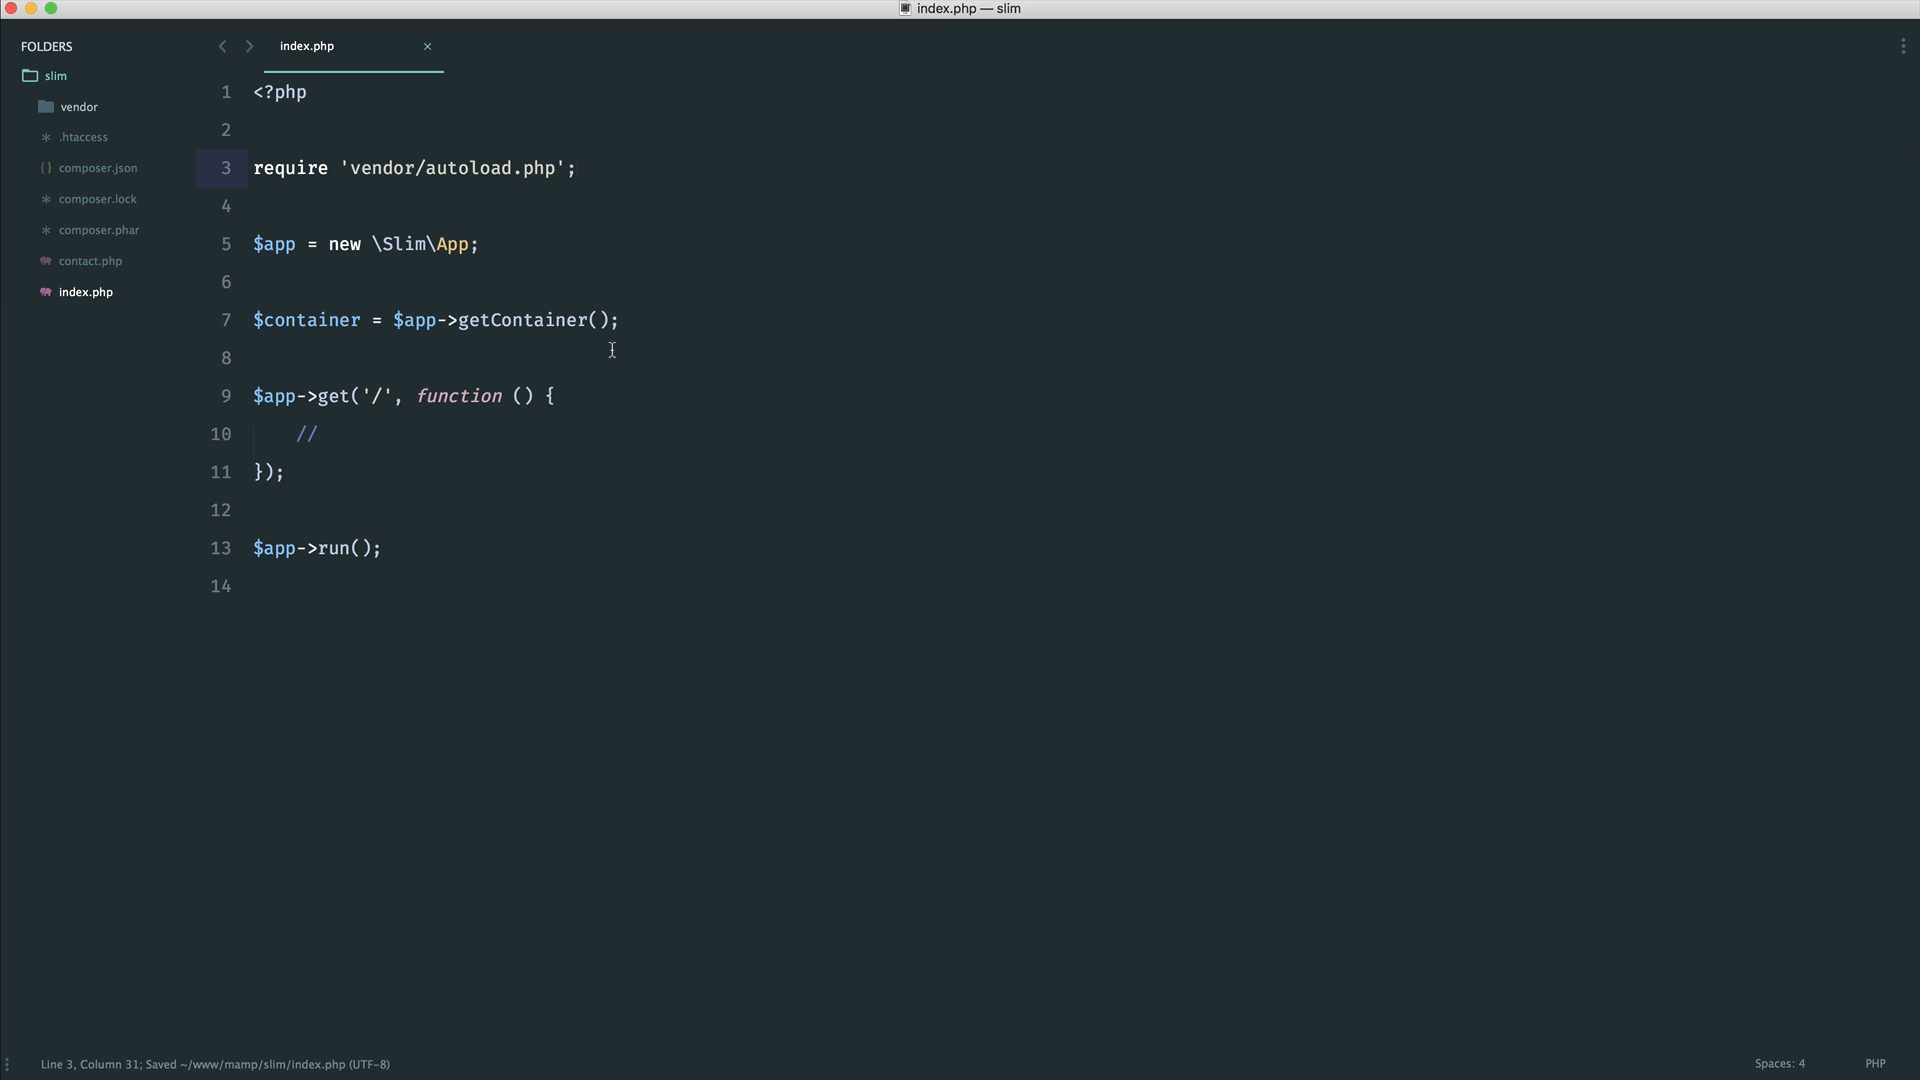 index.php — slim
FOLDERS
slim
vendor
.htaccess
composer.json
composer.lock
composer.phar
contact.php
index.php
index.php ×
1 <?php
2
3 require 'vendor/autoload.php';
4
5 $app = new \Slim\App;
6
7 $container = $app->getContainer();
8
9 $app->get('/', function () {
10     //
11 });
12
13 $app->run();
14
Line 3, Column 31; Saved ~/www/mamp/slim/index.php (UTF-8)
Spaces: 4
PHP